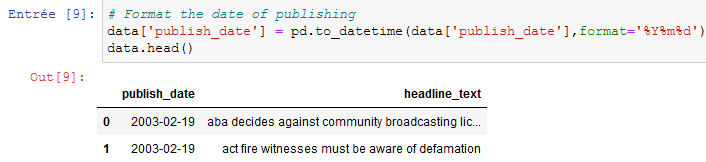 Entrée [9]: # Format the date of publishing
data['publish_date'] = pd.to_datetime(data['publish_date'],format='%Y%m%d')
data.head()
Out[9]:
publish_date headline_text
0 2003-02-19 aba decides against community broadcasting lic...
1 2003-02-19 act fire witnesses must be aware of defamation